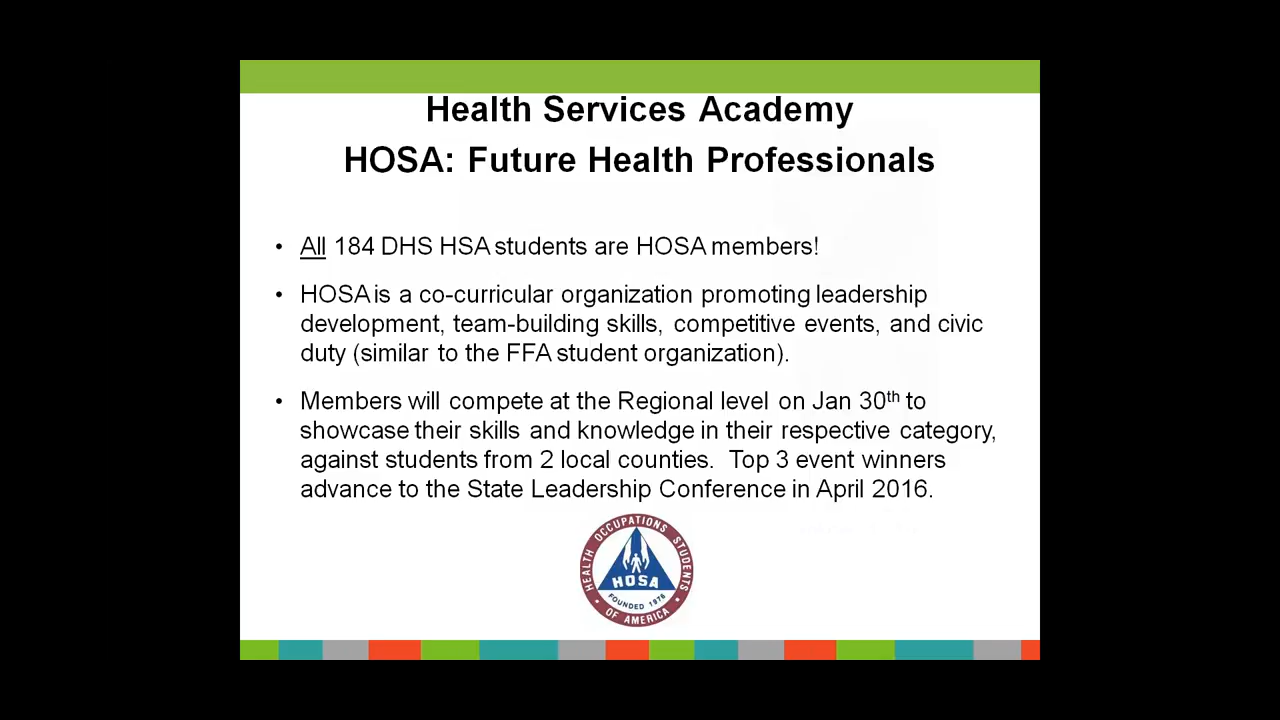 Health Services Academy
HOSA: Future Health Professionals
• All 184 DHS HSA students are HOSA members!
• HOSA is a co-curricular organization promoting leadership
development, team-building skills, competitive events, and civic
duty (similar to the FFA student organization).
• Members will compete at the Regional level on Jan 30th to
showcase their skills and knowledge in their respective category,
against students from 2 local counties.  Top 3 event winners
advance to the State Leadership Conference in April 2016.
HEALTH OCCUPATIONS STUDENTS
HOSA
FOUNDED 1976
• OF AMERICA •